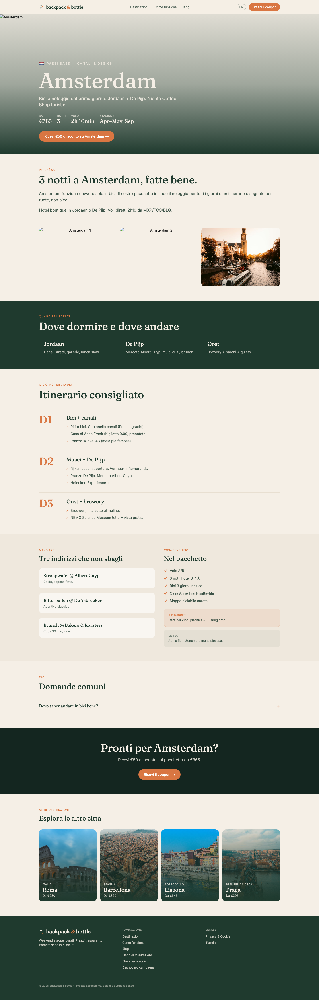 backpack & bottle
Destinazioni
Come funziona
Blog
EN
Ottieni il coupon
Amsterdam
PAESI BASSI · CANALI & DESIGN
Amsterdam
Bici a noleggio dal primo giorno. Jordaan + De Pijp. Niente Coffee
Shop turistici.
DA
€365
NOTTI
3
VOLO
2h 10min
STAGIONE
Apr–May, Sep
Ricevi €50 di sconto su Amsterdam →
PERCHÉ QUI
3 notti a Amsterdam, fatte bene.
Amsterdam funziona davvero solo in bici. Il nostro pacchetto include il noleggio per tutti i giorni e un itinerario disegnato per
ruote, non piedi.
Hotel boutique in Jordaan o De Pijp. Voli diretti 2h10 da MXP/FCO/BLQ.
Amsterdam 1
Amsterdam 2
QUARTIERI SCELTI
Dove dormire e dove andare
Jordaan
Canali stretti, gallerie, lunch slow
De Pijp
Mercato Albert Cuyp, multi-culti, brunch
Oost
Brewery + parchi + quieto
IL GIORNO PER GIORNO
Itinerario consigliato
D1
Bici + canali
› Ritiro bici. Giro anello canali (Prinsengracht).
› Casa di Anne Frank (biglietto 9:00, prenotato).
› Pranzo Winkel 43 (mela pie famosa).
D2
Musei + De Pijp
› Rijksmuseum apertura. Vermeer + Rembrandt.
› Pranzo De Pijp. Mercato Albert Cuyp.
› Heineken Experience + cena.
D3
Oost + brewery
› Brouwerij 't IJ sotto al mulino.
› NEMO Science Museum tetto = vista gratis.
MANGIARE
Tre indirizzi che non sbagli
Stroopwafel @ Albert Cuyp
Caldo, appena fatto.
Bitterballen @ De Ysbreeker
Aperitivo classico.
Brunch @ Bakers & Roasters
Coda 30 min, vale.
COSA È INCLUSO
Nel pacchetto
✓ Volo A/R
✓ 3 notti hotel 3-4★
✓ Bici 3 giorni inclusa
✓ Casa Anne Frank salta-fila
✓ Mappa ciclabile curata
TIP BUDGET
Cara per cibo: pianifica €60–80/giorno.
METEO
Aprile fiori. Settembre meno piovoso.
FAQ
Domande comuni
Devo saper andare in bici bene?
+
Pronti per Amsterdam?
Ricevi €50 di sconto sul pacchetto da €365.
Ricevi il coupon →
ALTRE DESTINAZIONI
Esplora le altre città
ITALIA
Roma
Da €280
SPAGNA
Barcellona
Da €320
PORTOGALLO
Lisbona
Da €345
REPUBBLICA CECA
Praga
Da €295
backpack & bottle
Weekend europei curati. Prezzi trasparenti.
Prenotazione in 5 minuti.
NAVIGAZIONE
Destinazioni
Come funziona
Blog
Piano di misurazione
Stack tecnologico
Dashboard campagna
LEGALE
Privacy & Cookie
Termini
© 2026 Backpack & Bottle · Progetto accademico, Bologna Business School